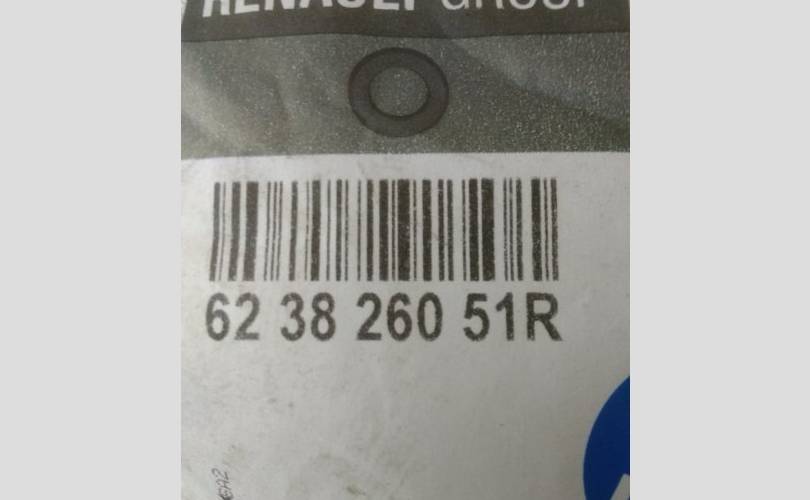 RENAULT GROUP
62 38 260 51R